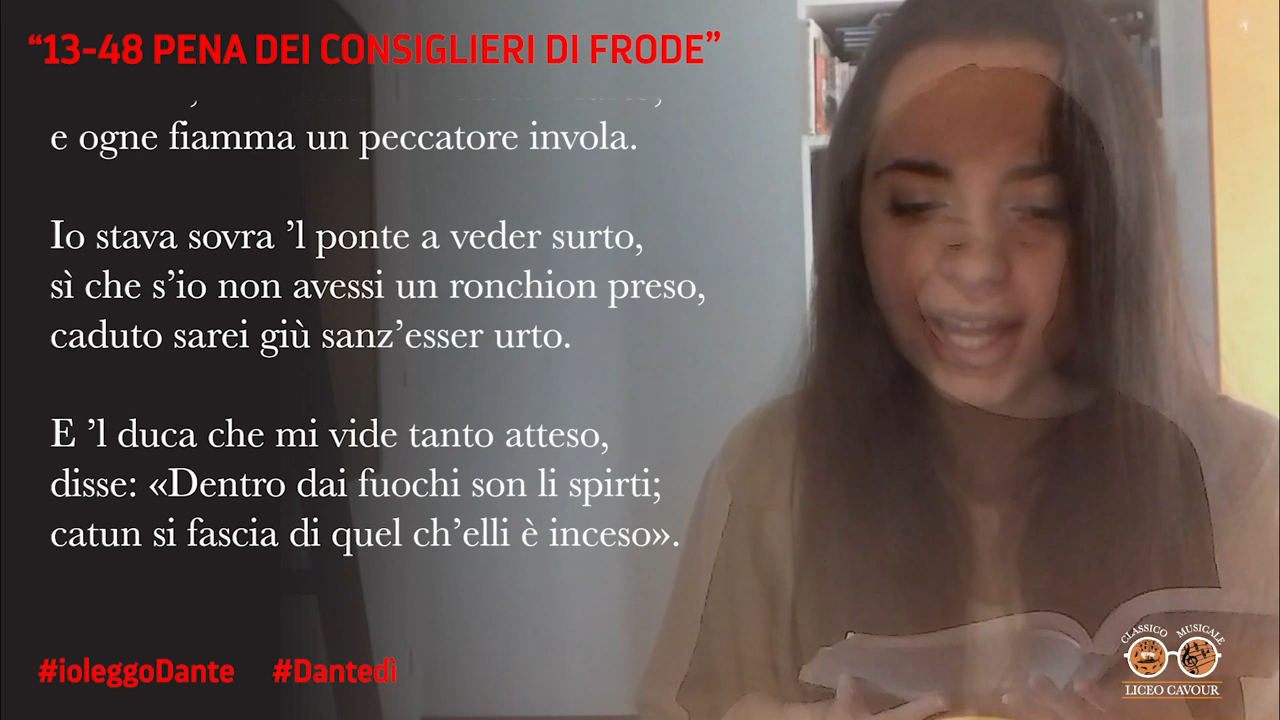 “13-48 PENA DEI CONSIGLIERI DI FRODE”
e ogne fiamma un peccatore invola.
Io stava sovra ’l ponte a veder surto,
sì che s’io non avessi un ronchion preso,
caduto sarei giù sanz’esser urto.
E ’l duca che mi vide tanto atteso,
disse: «Dentro dai fuochi son li spirti;
catun si fascia di quel ch’elli è inceso».
#ioleggoDante #Dantedì
CLASSICO MUSICALE
LICEO CAVOUR